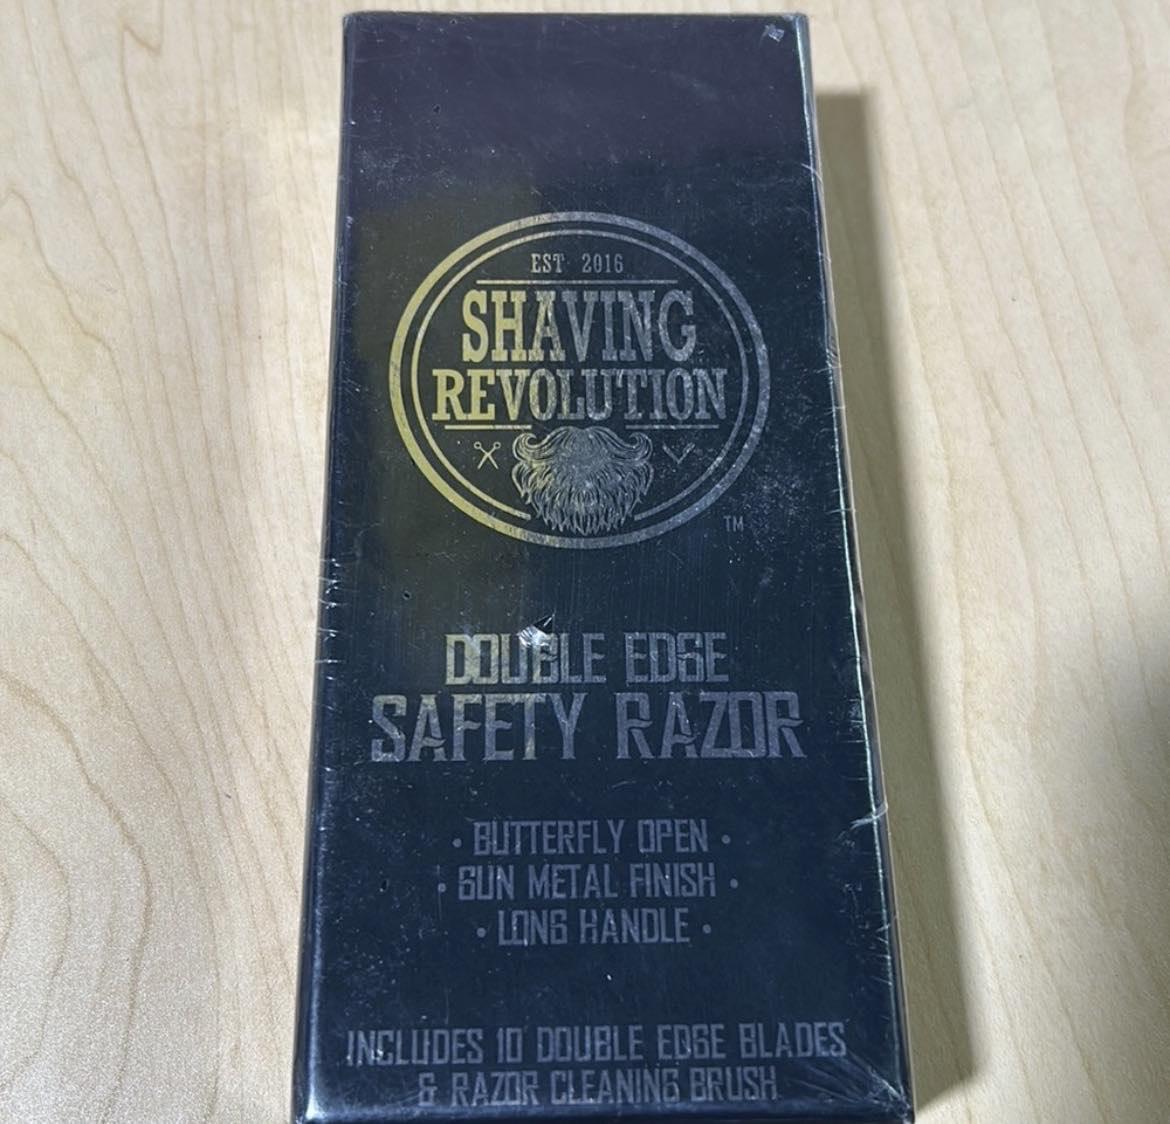 EST 2016
SHAVING
REVOLUTION
TM
DOUBLE EDGE
SAFETY RAZOR
• BUTTERFLY OPEN •
• GUN METAL FINISH •
• LONG HANDLE •
INCLUDES 10 DOUBLE EDGE BLADES
& RAZOR CLEANING BRUSH